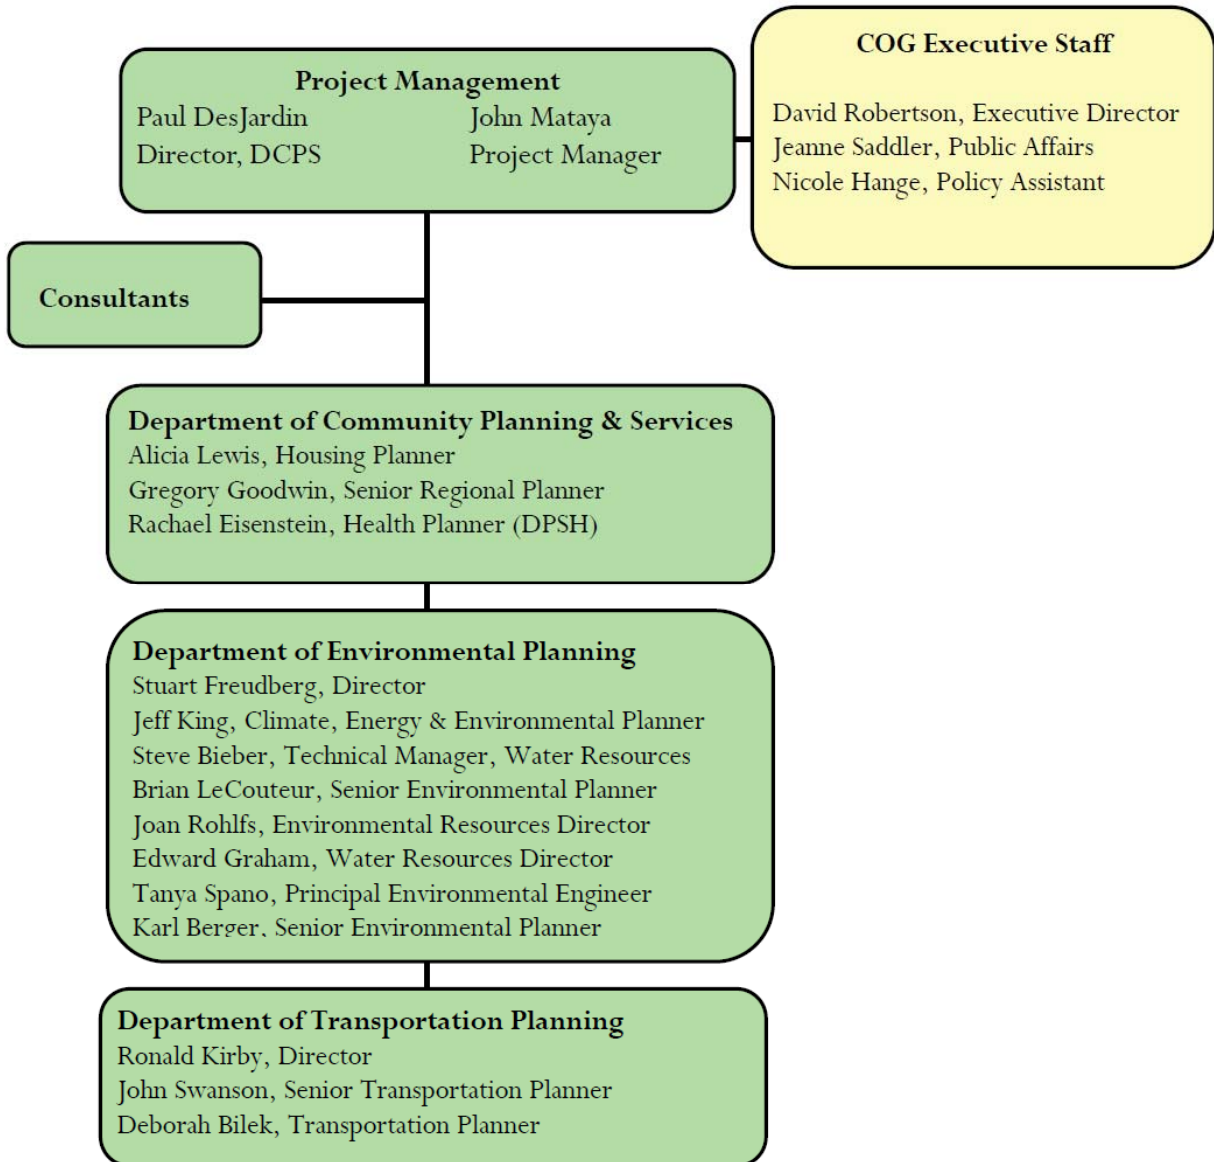 Project Management
Paul DesJardin John Mataya
Director, DCPS Project Manager
COG Executive Staff
David Robertson, Executive Director
Jeanne Saddler, Public Affairs
Nicole Hange, Policy Assistant
Consultants
Department of Community Planning & Services
Alicia Lewis, Housing Planner
Gregory Goodwin, Senior Regional Planner
Rachael Eisenstein, Health Planner (DPSH)
Department of Environmental Planning
Stuart Freudberg, Director
Jeff King, Climate, Energy & Environmental Planner
Steve Bieber, Technical Manager, Water Resources
Brian LeCouteur, Senior Environmental Planner
Joan Rohlfs, Environmental Resources Director
Edward Graham, Water Resources Director
Tanya Spano, Principal Environmental Engineer
Karl Berger, Senior Environmental Planner
Department of Transportation Planning
Ronald Kirby, Director
John Swanson, Senior Transportation Planner
Deborah Bilek, Transportation Planner